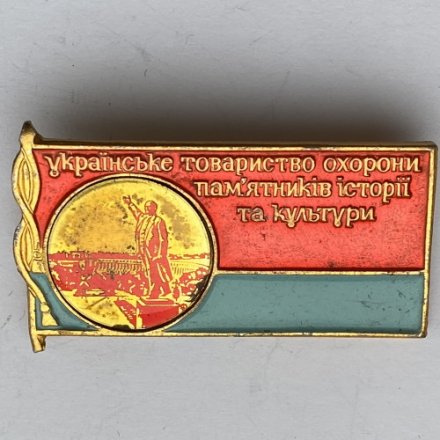 українське товариство охорони
пам'ятників історії
та культури